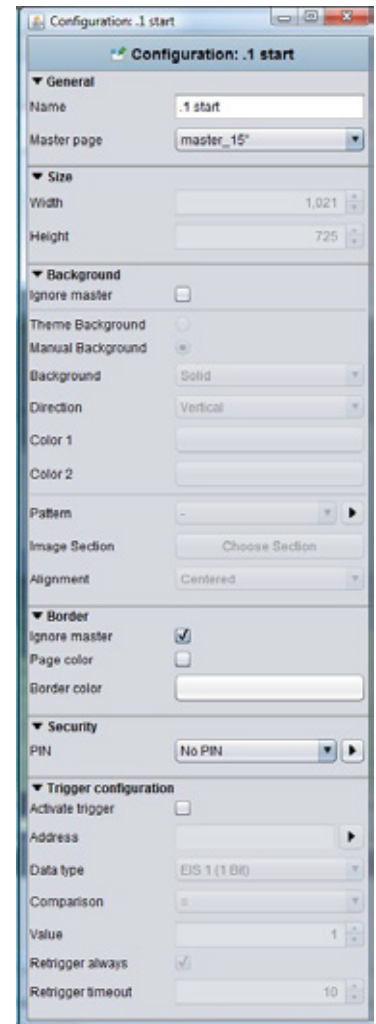 Configuration: .1 start
Configuration: .1 start
General
Name .1 start
Master page master_15"
Size
Width 1,021
Height 725
Background
Ignore master
Theme Background
Manual Background
Background Solid
Direction Vertical
Color 1
Color 2
Pattern -
Image Section Choose Section
Alignment Centered
Border
Ignore master
Page color
Border color
Security
PIN No PIN
Trigger configuration
Activate trigger
Address
Data type EIS 1 (1 Bit)
Comparison =
Value 1
Retrigger always
Retrigger timeout 10